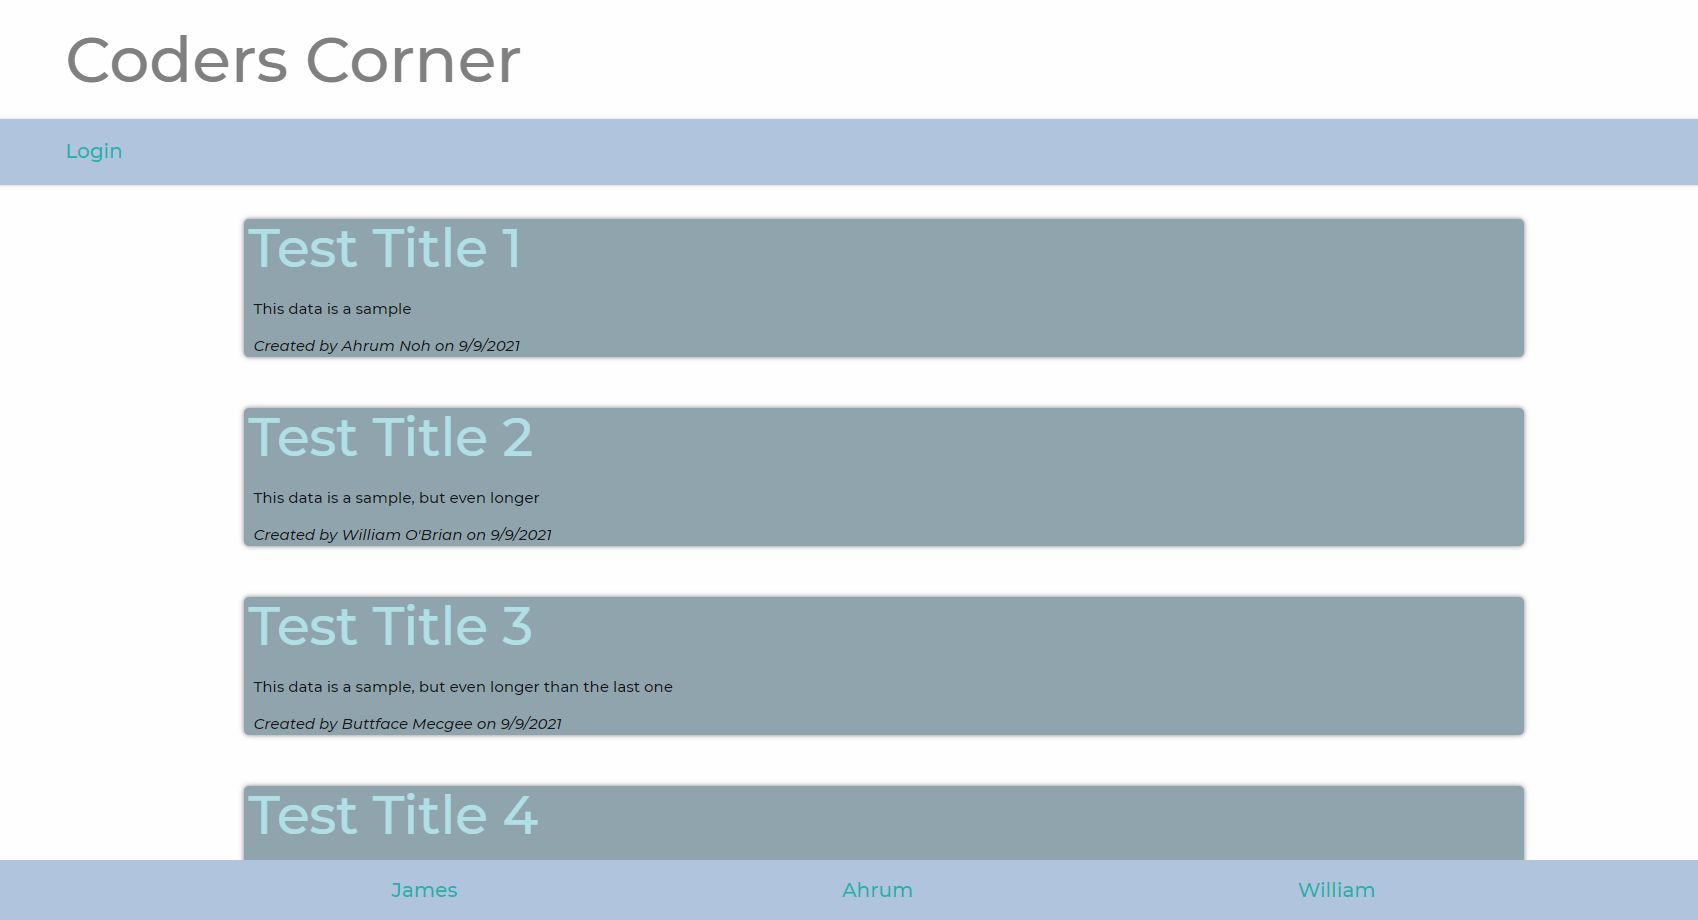 Coders Corner
Login
Test Title 1
This data is a sample
Created by Ahrum Noh on 9/9/2021
Test Title 2
This data is a sample, but even longer
Created by William O'Brian on 9/9/2021
Test Title 3
This data is a sample, but even longer than the last one
Created by Buttface Mecgee on 9/9/2021
Test Title 4
James Ahrum William